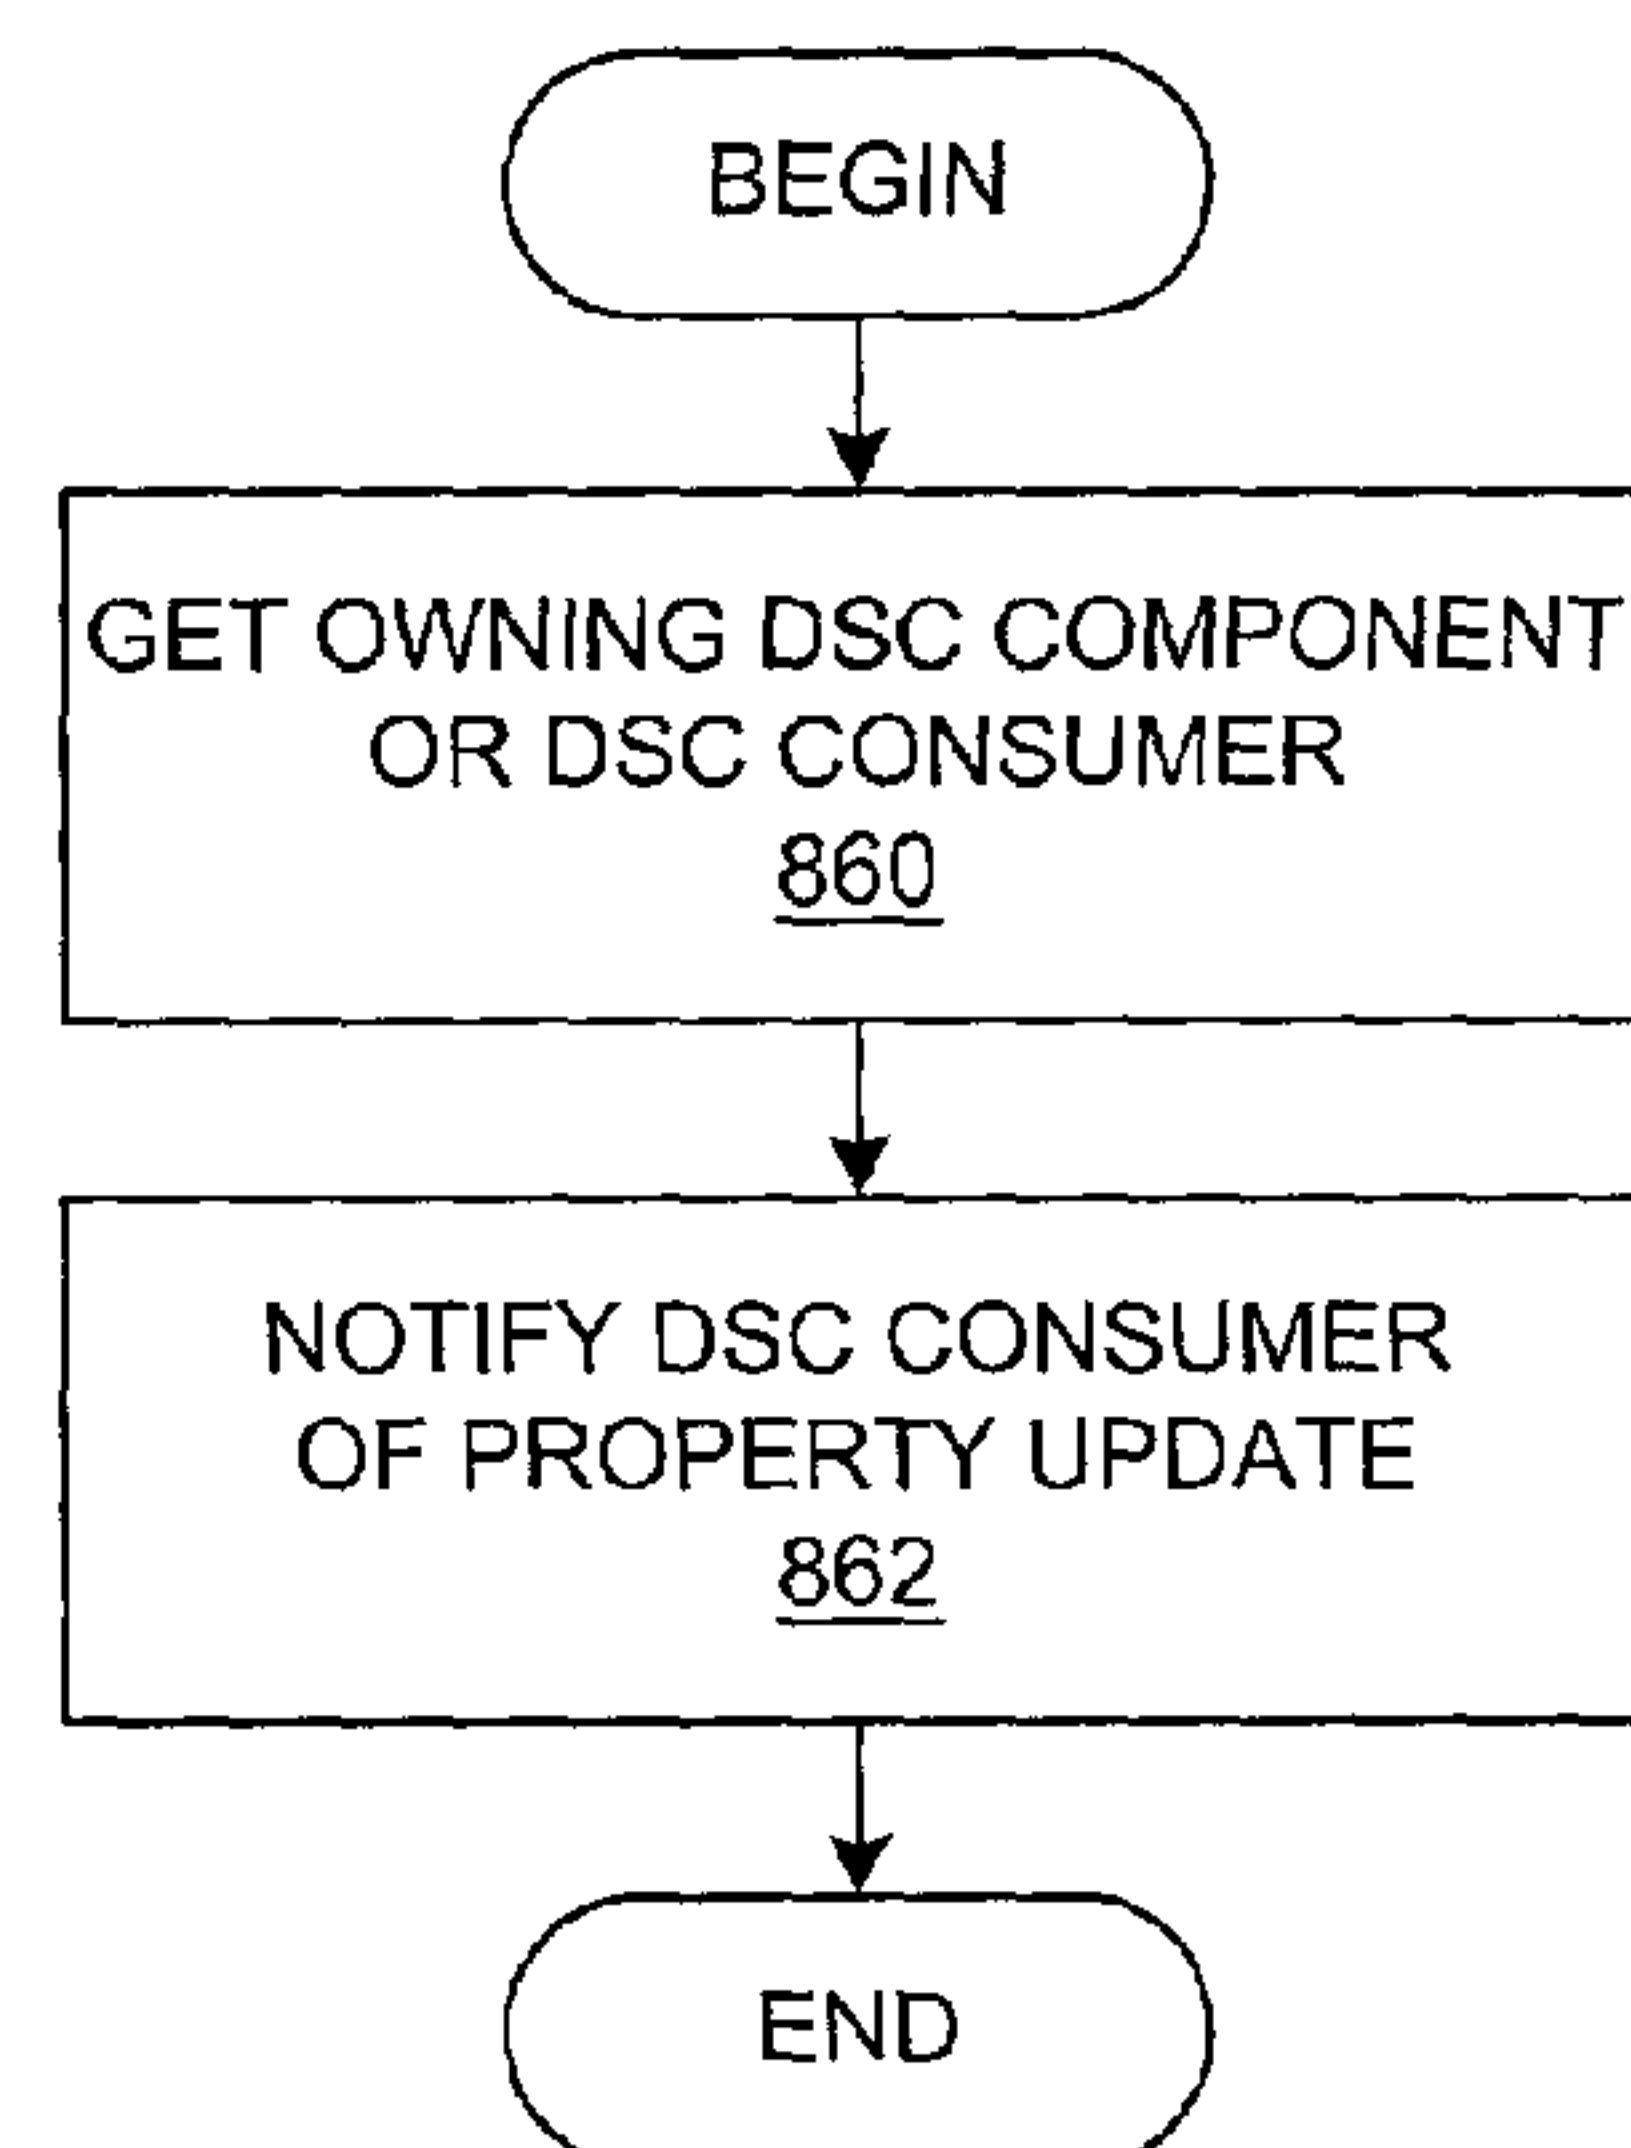 BEGIN
GET OWNING DSC COMPONENT
OR DSC CONSUMER
860
NOTIFY DSC CONSUMER
OF PROPERTY UPDATE
862
END